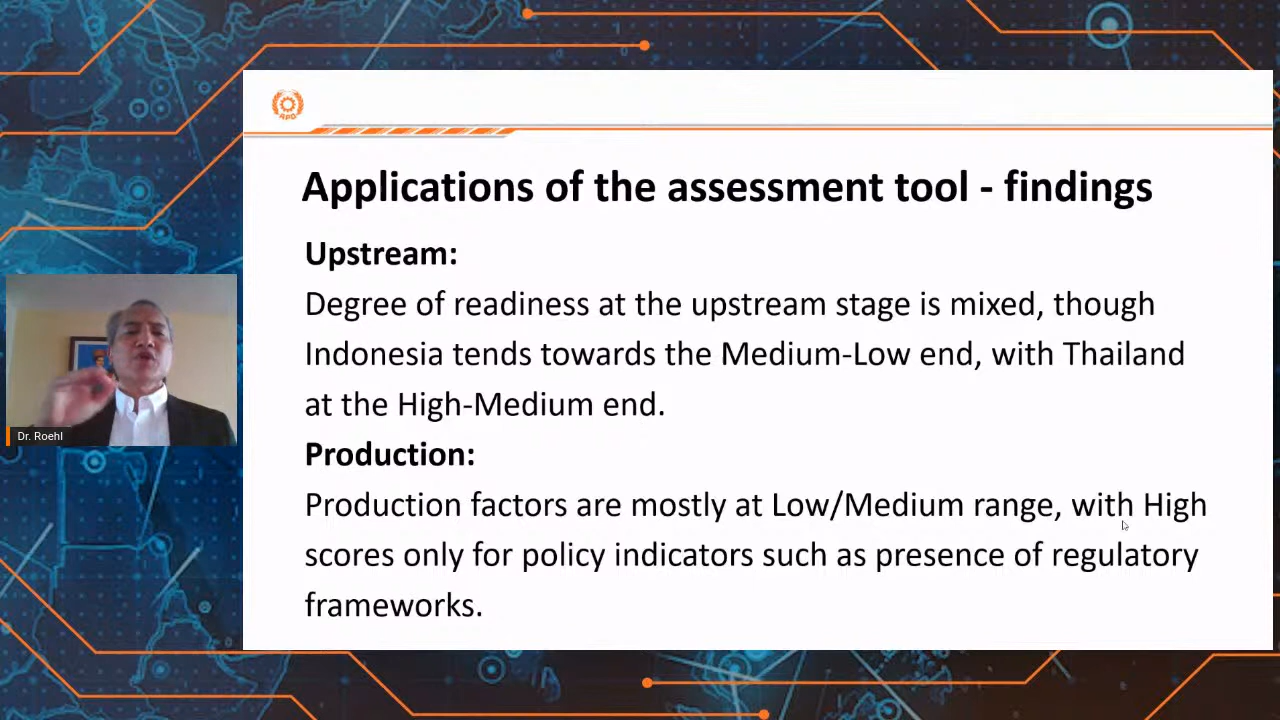 APO
Applications of the assessment tool - findings
Upstream:
Degree of readiness at the upstream stage is mixed, though
Indonesia tends towards the Medium-Low end, with Thailand
at the High-Medium end.
Production:
Production factors are mostly at Low/Medium range, with High
scores only for policy indicators such as presence of regulatory
frameworks.
Dr. Roehl